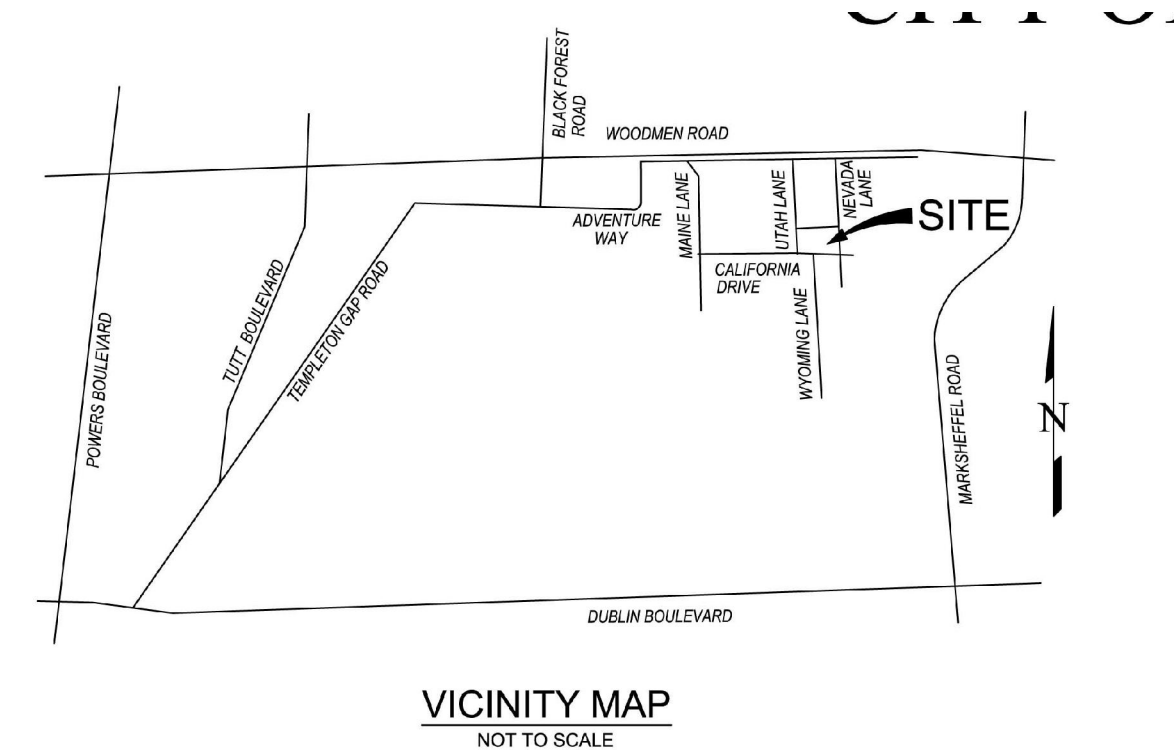 BLACK FOREST
ROAD
WOODMEN ROAD
ADVENTURE
WAY
MAINE LANE
UTAH LANE
NEVADA
LANE
SITE
CALIFORNIA
DRIVE
WYOMING LANE
TUTT BOULEVARD
TEMPLETON GAP ROAD
POWERS BOULEVARD
MARKSHEFFEL ROAD
N
DUBLIN BOULEVARD
VICINITY MAP
NOT TO SCALE